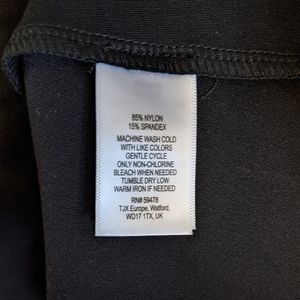 85% NYLON
15% SPANDEX
MACHINE WASH COLD
WITH LIKE COLORS
GENTLE CYCLE
ONLY NON-CHLORINE
BLEACH WHEN NEEDED
TUMBLE DRY LOW
WARM IRON IF NEEDED
RN# 59478
TJX Europe, Watford,
WD17 1TX, UK